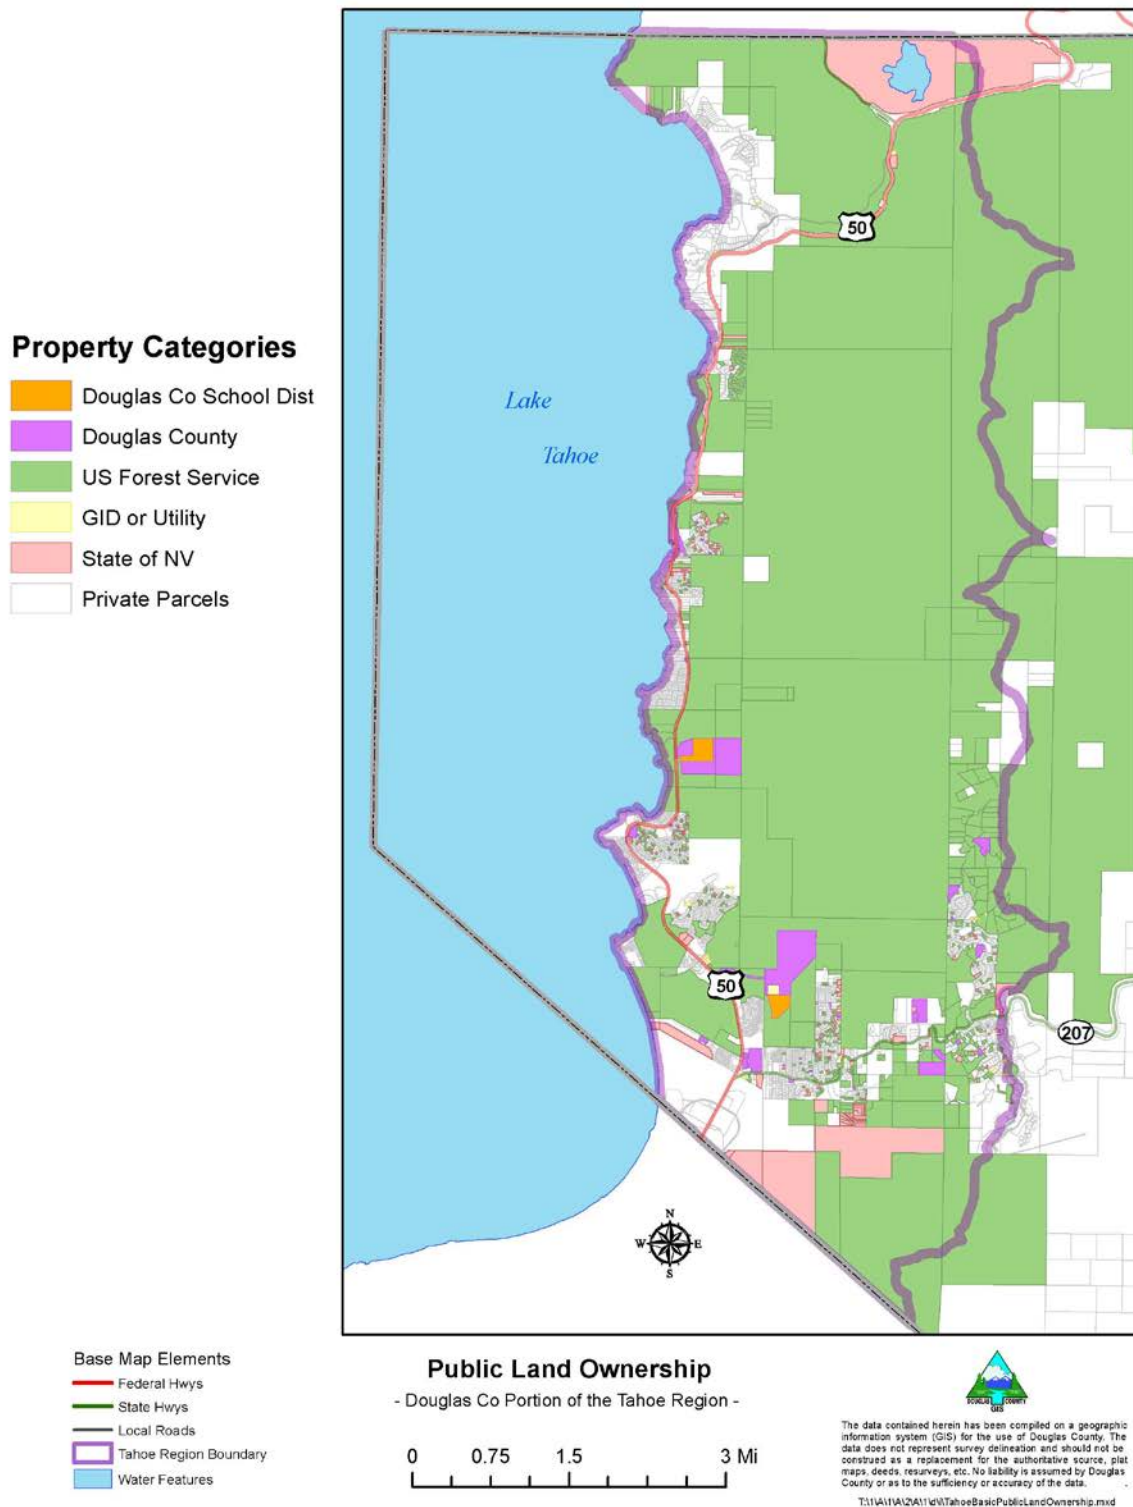 Property Categories
Douglas Co School Dist
Douglas County
US Forest Service
GID or Utility
State of NV
Private Parcels
50
Lake
Tahoe
50
207
N
W E
S
Base Map Elements
Federal Hwys
State Hwys
Local Roads
Tahoe Region Boundary
Water Features
Public Land Ownership
- Douglas Co Portion of the Tahoe Region -
0 0.75 1.5 3 Mi
DOUGLAS COUNTY
GIS
The data contained herein has been compiled on a geographic
information system (GIS) for the use of Douglas County. The
data does not represent survey delineation and should not be
construed as a replacement for the authoritative source, plat
maps, deeds, resurveys, etc. No liability is assumed by Douglas
County or as to the sufficiency or accuracy of the data.